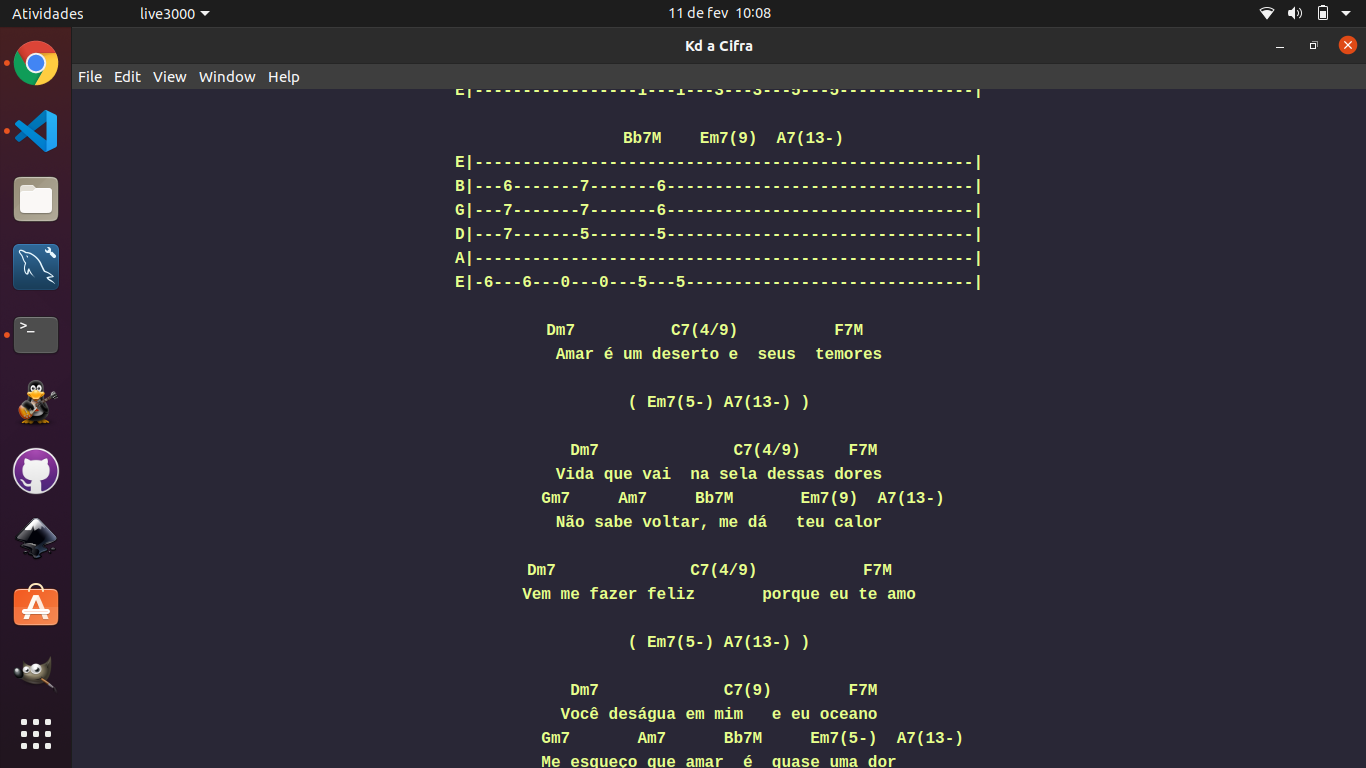 Atividades live3000 11 de fev 10:08
Kd a Cifra
File Edit View Window Help
E|-----------------1---1---3---3---5---5--------------|
Bb7M    Em7(9)  A7(13-)
E|----------------------------------------------------|
B|---6-------7-------6--------------------------------|
G|---7-------7-------6--------------------------------|
D|---7-------5-------5--------------------------------|
A|----------------------------------------------------|
E|-6---6---0---0---5---5------------------------------|
Dm7          C7(4/9)          F7M
Amar é um deserto e  seus  temores
( Em7(5-) A7(13-) )
Dm7              C7(4/9)     F7M
Vida que vai  na sela dessas dores
Gm7     Am7     Bb7M       Em7(9)  A7(13-)
Não sabe voltar, me dá   teu calor
Dm7              C7(4/9)           F7M
Vem me fazer feliz       porque eu te amo
( Em7(5-) A7(13-) )
Dm7             C7(9)        F7M
Você deságua em mim   e eu oceano
Gm7       Am7      Bb7M     Em7(5-)  A7(13-)
Me esqueço que amar  é  quase uma dor